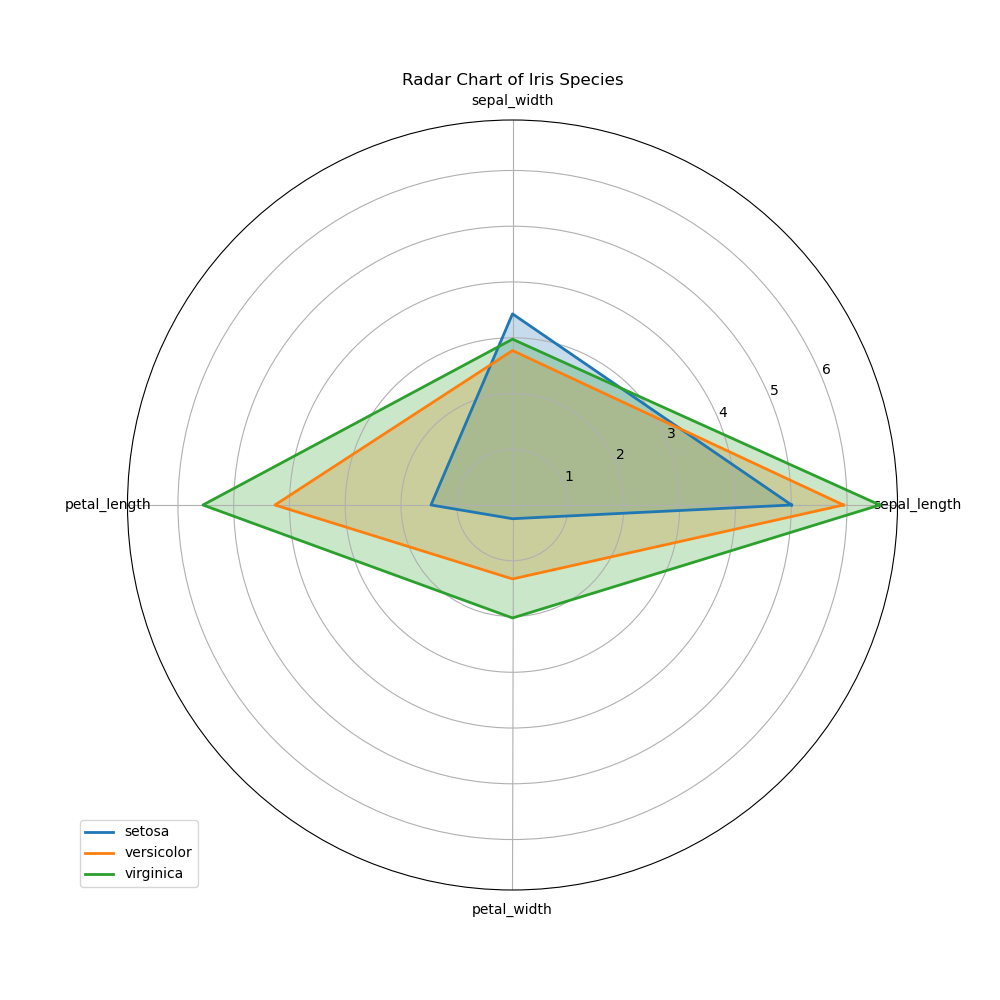 Radar Chart of Iris Species
sepal_width
6
5
4
3
2
1
petal_length
sepal_length
setosa
versicolor
virginica
petal_width